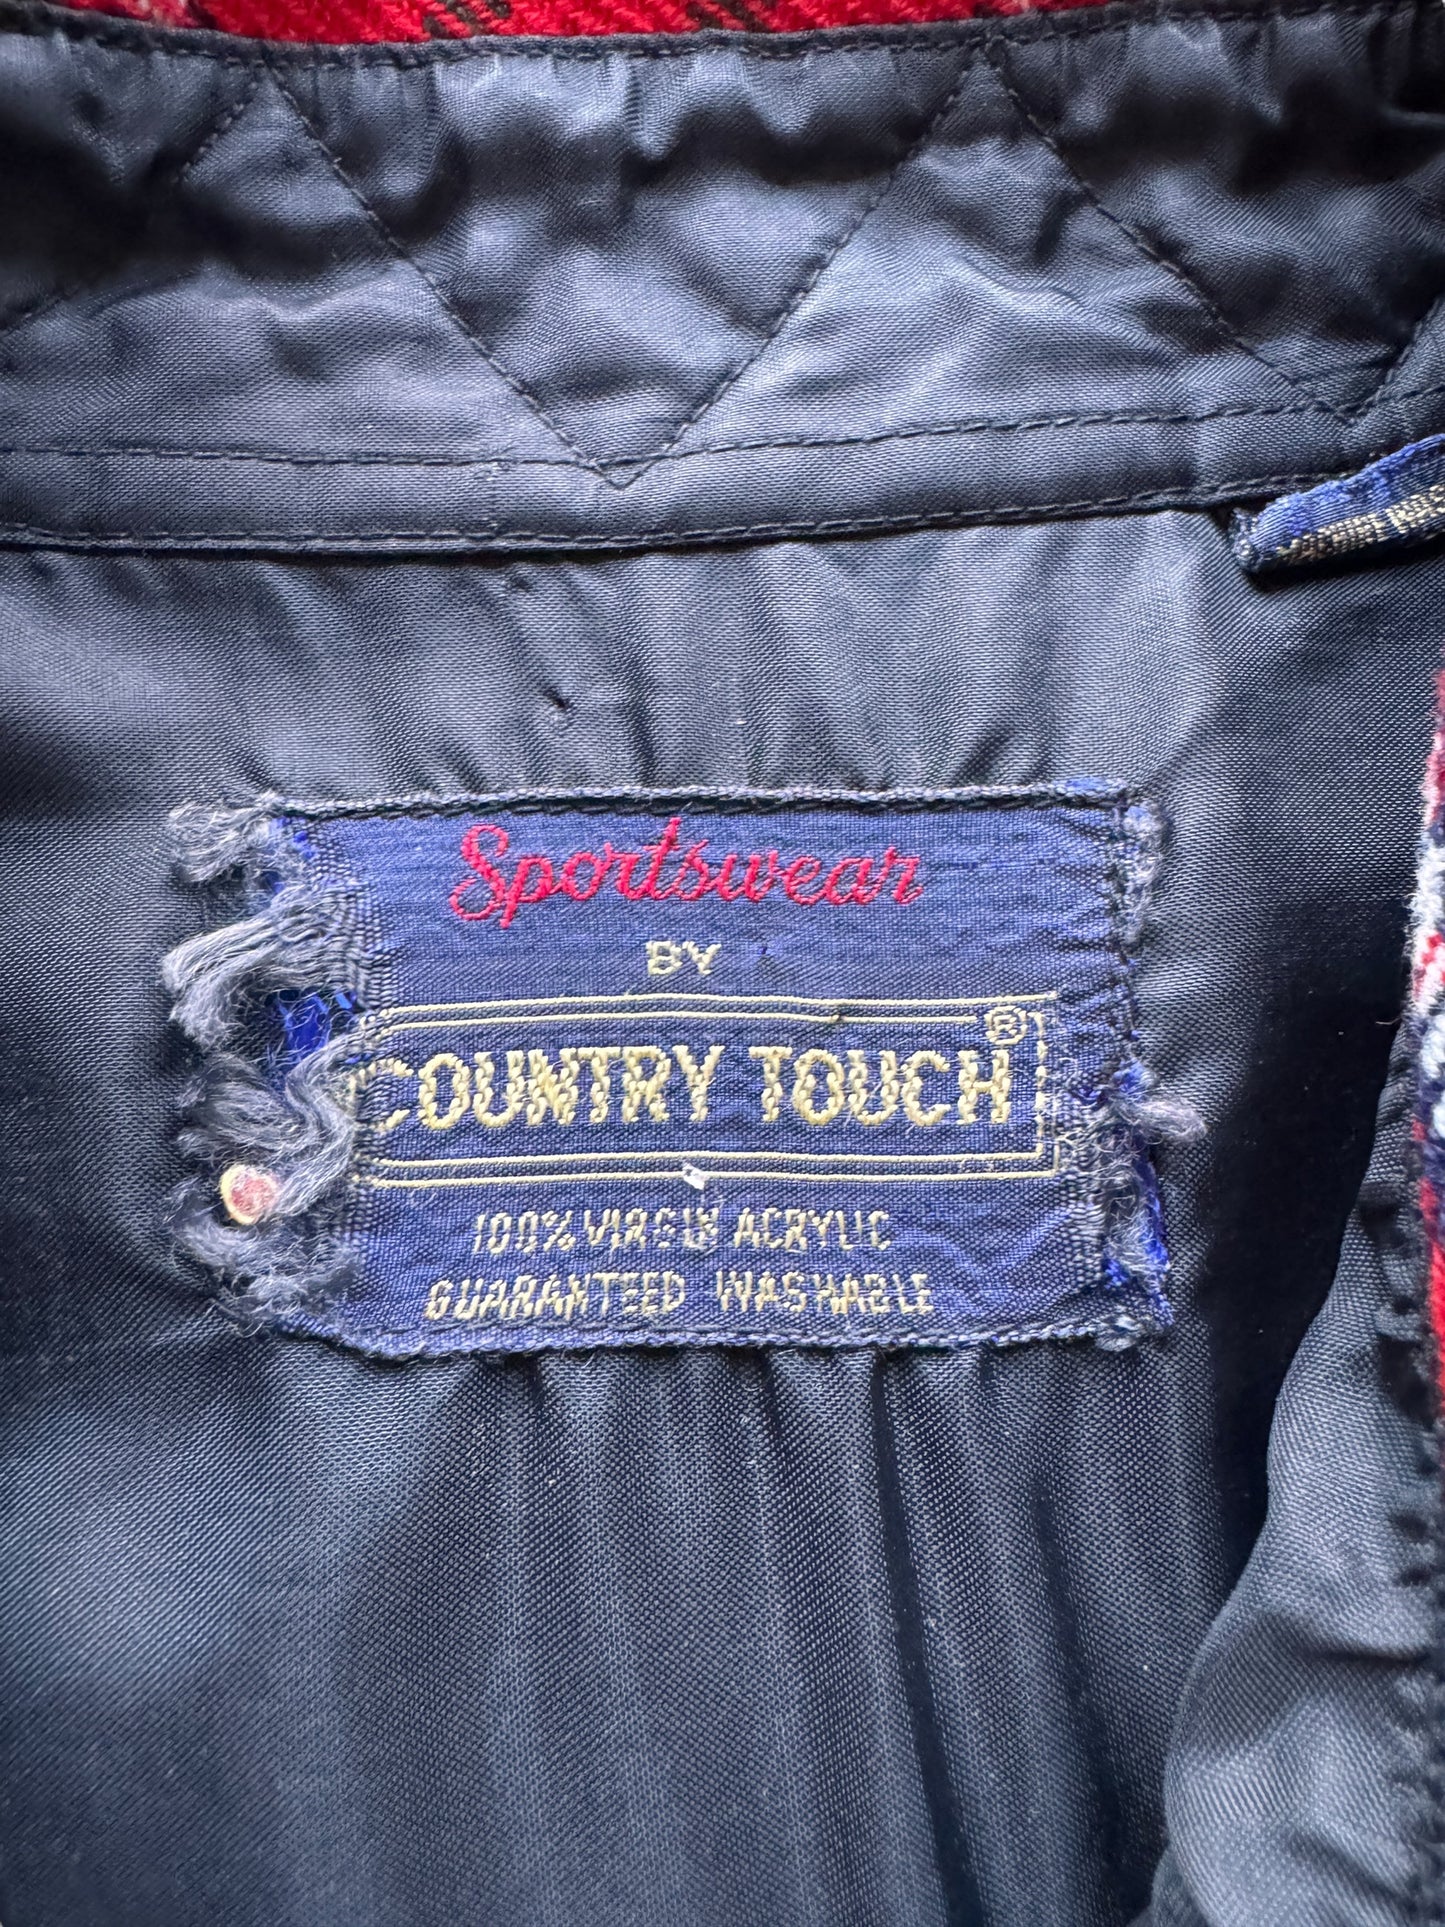 Sportswear
BY
COUNTRY TOUCH ®
100% VIRGIN ACRYLIC
GUARANTEED WASHABLE